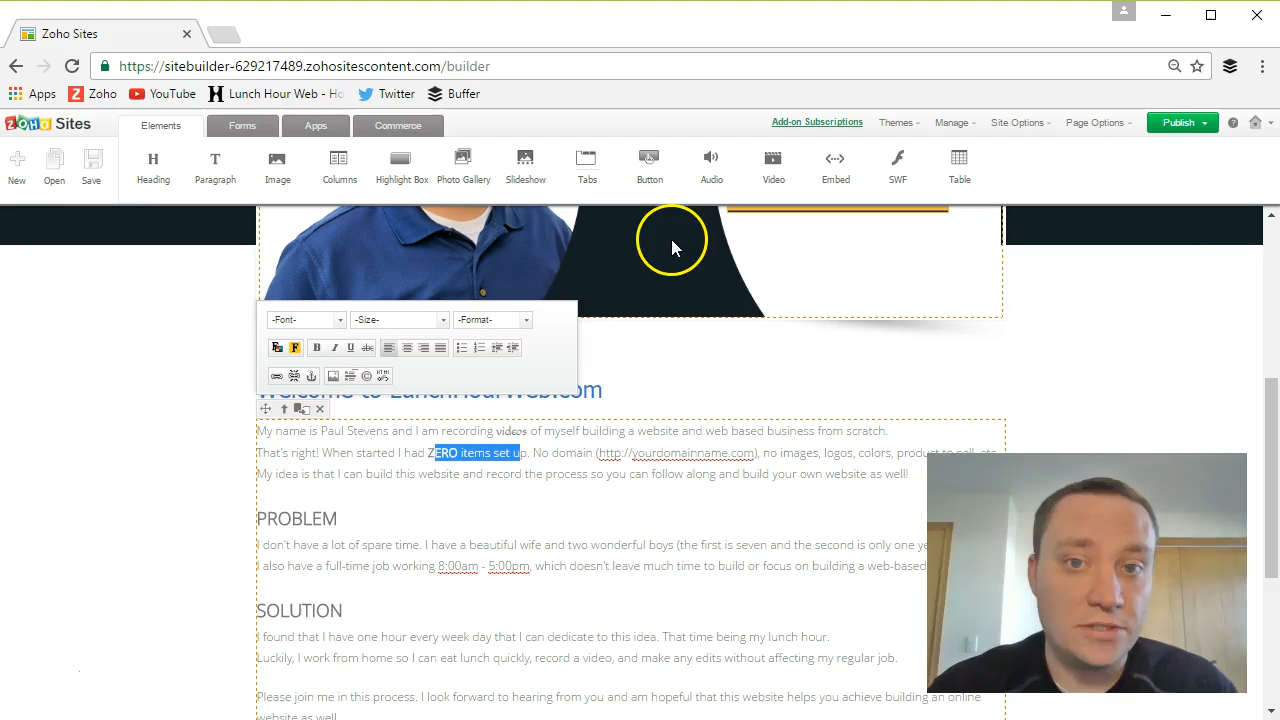 Zoho Sites
https://sitebuilder-629217489.zohositescontent.com/builder
Apps Zoho YouTube Lunch Hour Web - Ho Twitter Buffer
ZOHO Sites Elements Forms Apps Commerce Add-on Subscriptions Themes Manage Site Options Page Options Publish
New Open Save Heading Paragraph Image Columns Highlight Box Photo Gallery Slideshow Tabs Button Audio Video Embed SWF Table
-Font- -Size- -Format-
Welcome to LunchHourWeb.com
My name is Paul Stevens and I am recording videos of myself building a website and web based business from scratch.
That's right! When started I had ZERO items set up. No domain (http://yourdomainname.com), no images, logos, colors, product to sell, etc.
My idea is that I can build this website and record the process so you can follow along and build your own website as well!
PROBLEM
I don't have a lot of spare time. I have a beautiful wife and two wonderful boys (the first is seven and the second is only one ye
I also have a full-time job working 8:00am - 5:00pm, which doesn't leave much time to build or focus on building a web-based
SOLUTION
I found that I have one hour every week day that I can dedicate to this idea. That time being my lunch hour.
Luckily, I work from home so I can eat lunch quickly, record a video, and make any edits without affecting my regular job.
Please join me in this process. I look forward to hearing from you and am hopeful that this website helps you achieve building an online
website as well